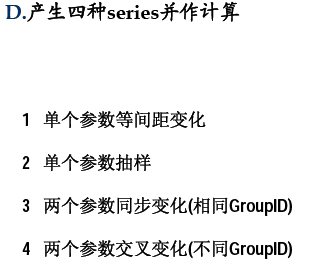 D.产生四种series并作计算
1 单个参数等间距变化
2 单个参数抽样
3 两个参数同步变化(相同GroupID)
4 两个参数交叉变化(不同GroupID)